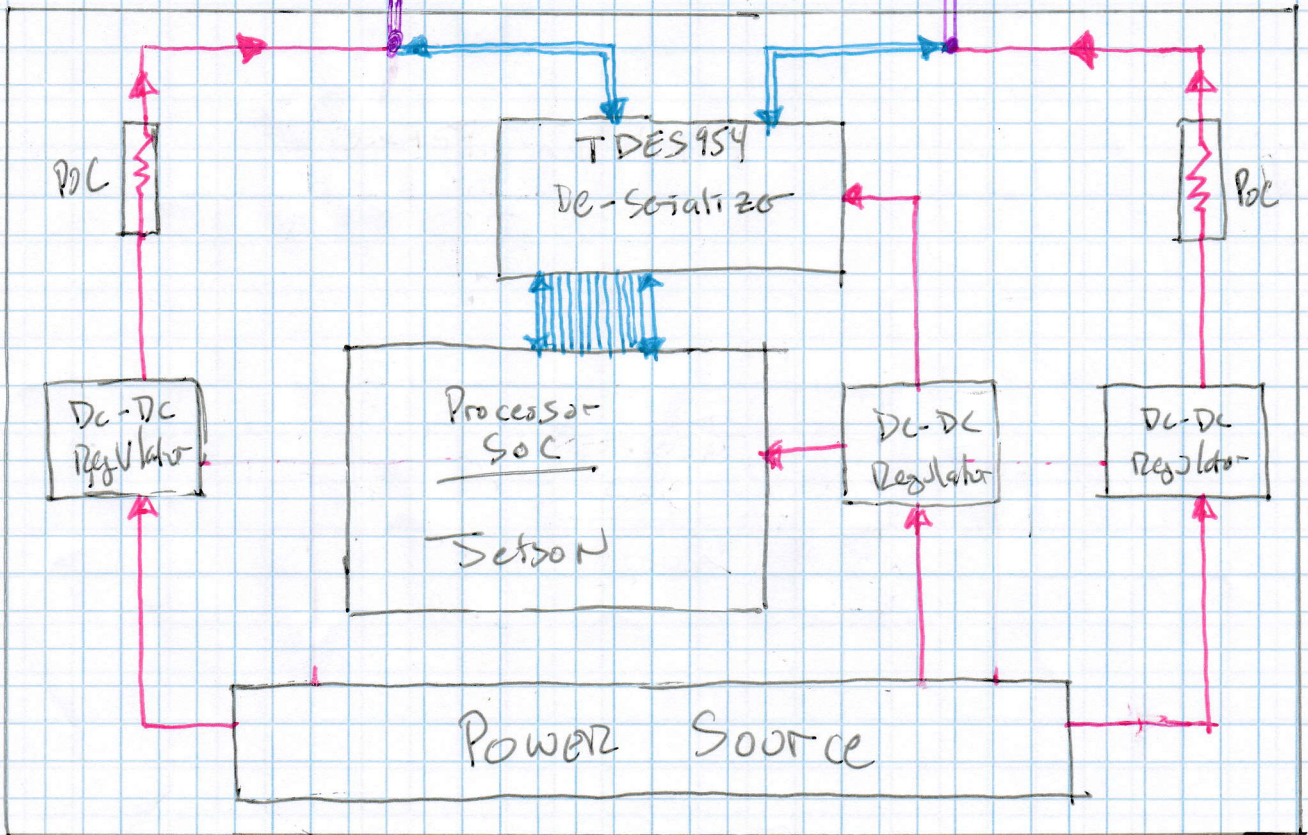 TDES954
De-Serializer
PoC
PoC
Processor
SOC
Jetson
DC-DC
Regulator
DC-DC
Regulator
DC-DC
Regulator
Power Source